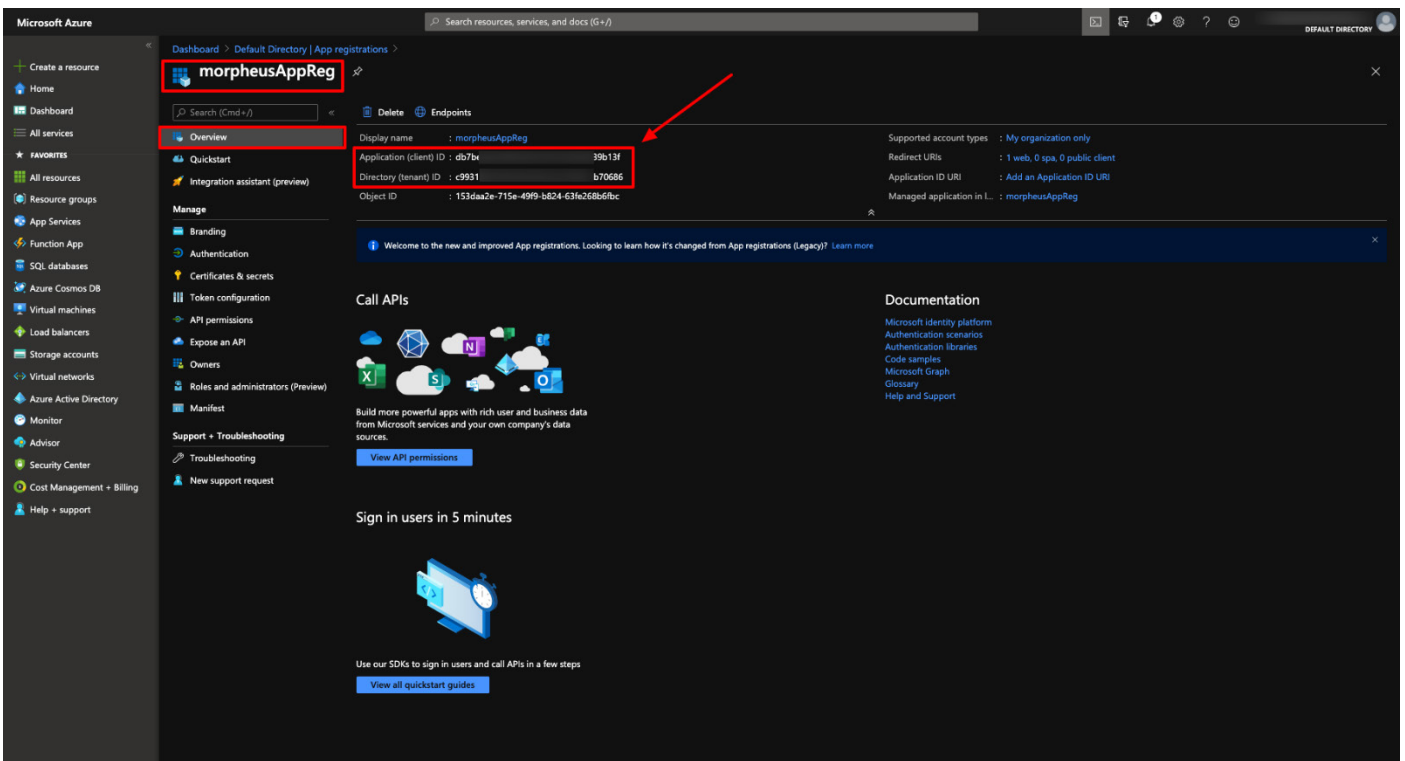 Microsoft Azure
Search resources, services, and docs (G+/)
1
DEFAULT DIRECTORY
Create a resource
Home
Dashboard
All services
FAVORITES
All resources
Resource groups
App Services
Function App
SQL databases
Azure Cosmos DB
Virtual machines
Load balancers
Storage accounts
Virtual networks
Azure Active Directory
Monitor
Advisor
Security Center
Cost Management + Billing
Help + support
Dashboard > Default Directory | App registrations >
morpheusAppReg
Search (Cmd+/)
Overview
Quickstart
Integration assistant (preview)
Manage
Branding
Authentication
Certificates & secrets
Token configuration
API permissions
Expose an API
Owners
Roles and administrators (Preview)
Manifest
Support + Troubleshooting
Troubleshooting
New support request
Delete Endpoints
Display name : morpheusAppReg
Application (client) ID : db7be 39b13f
Directory (tenant) ID : c9931 b70686
Object ID : 153daa2e-715e-49f9-b824-63fe268b6fbc
Supported account types : My organization only
Redirect URIs : 1 web, 0 spa, 0 public client
Application ID URI : Add an Application ID URI
Managed application in l... : morpheusAppReg
Welcome to the new and improved App registrations. Looking to learn how it's changed from App registrations (Legacy)? Learn more
Call APIs
N
X
S
E
O
Build more powerful apps with rich user and business data
from Microsoft services and your own company's data
sources.
View API permissions
Sign in users in 5 minutes
Use our SDKs to sign in users and call APIs in a few steps
View all quickstart guides
Documentation
Microsoft identity platform
Authentication scenarios
Authentication libraries
Code samples
Microsoft Graph
Glossary
Help and Support